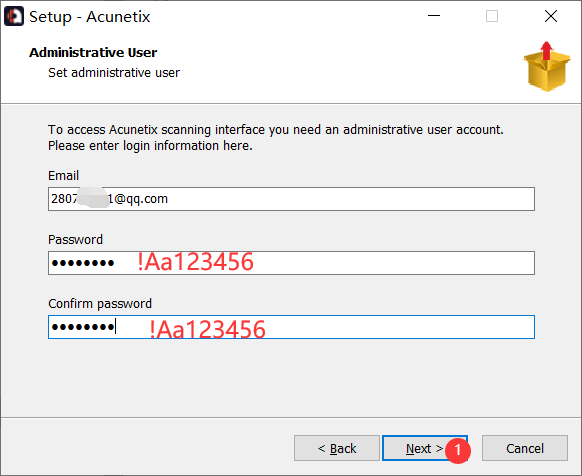 Setup - Acunetix
Administrative User
Set administrative user
To access Acunetix scanning interface you need an administrative user account.
Please enter login information here.
Email
2807 1@qq.com
Password
●●●●●●●● !Aa123456
Confirm password
●●●●●●●● !Aa123456
< Back Next > 1 Cancel